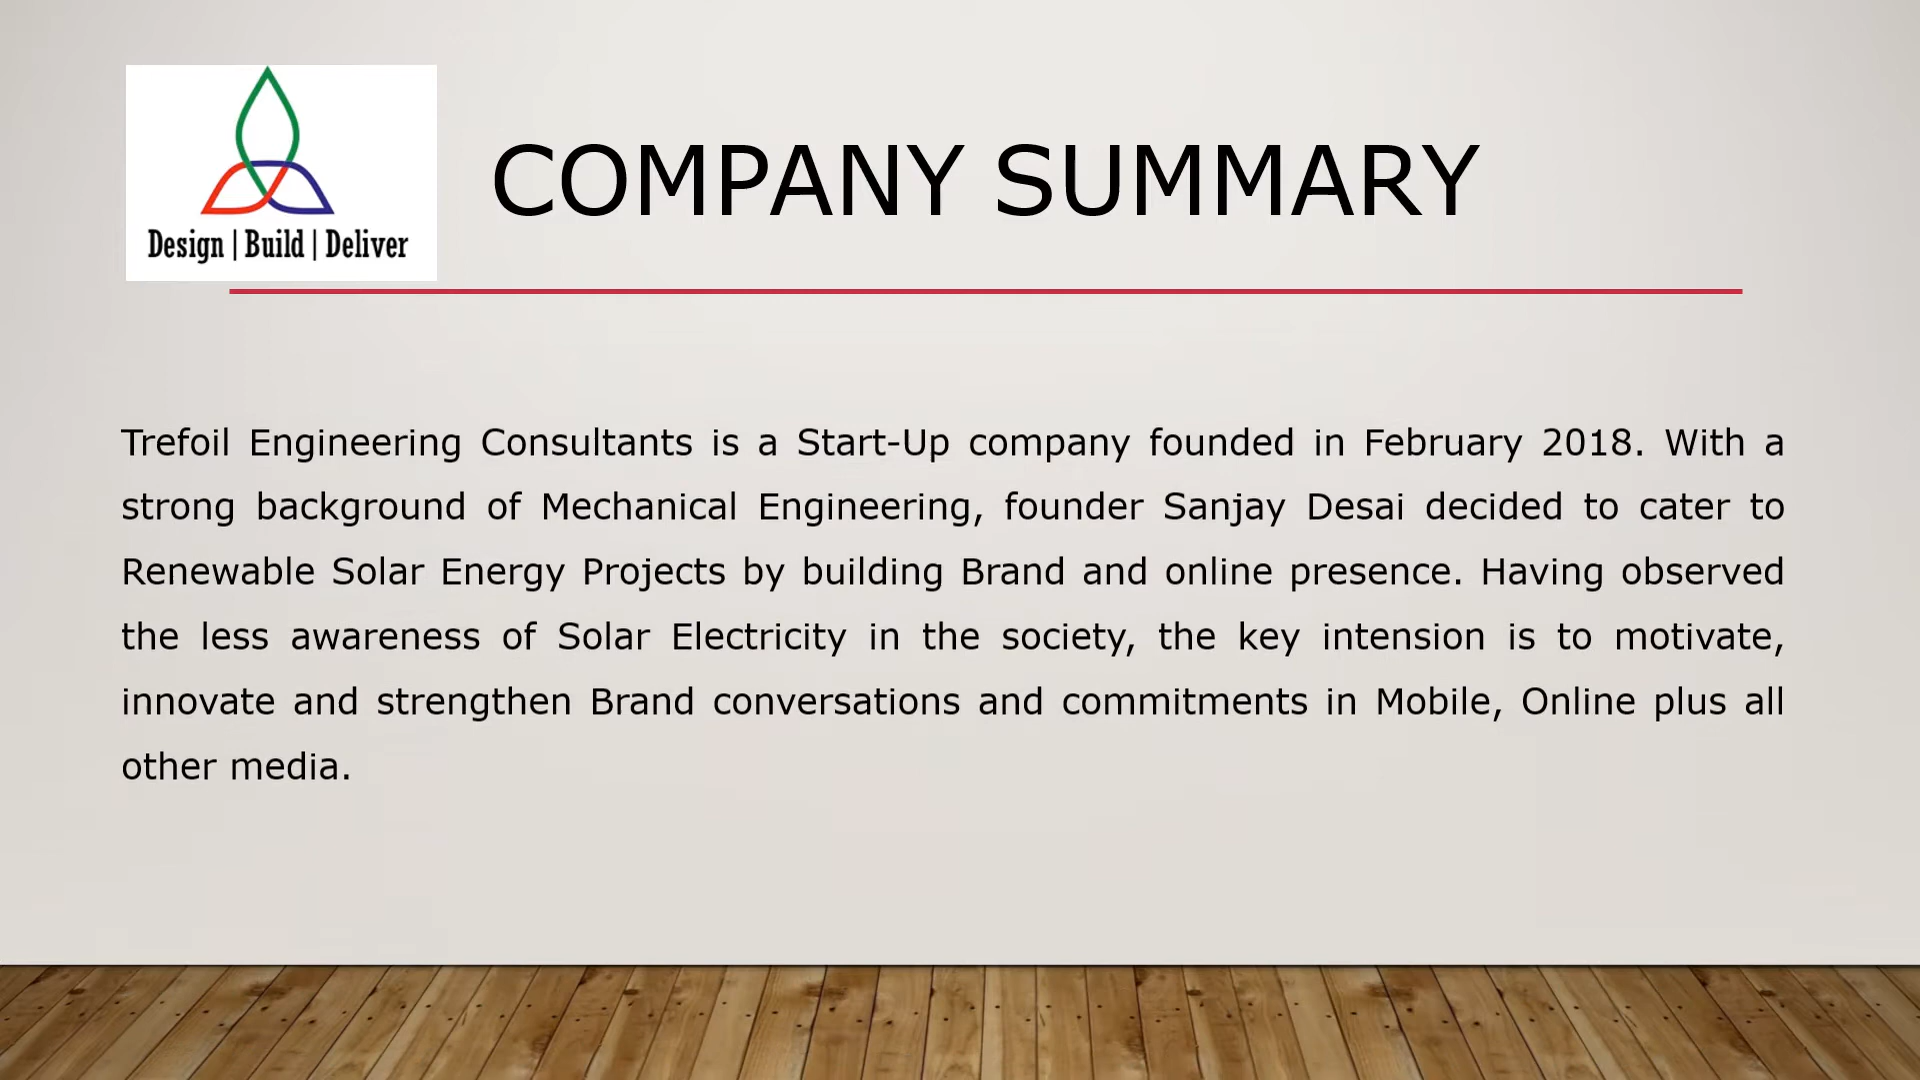 Design | Build | Deliver
COMPANY SUMMARY
Trefoil Engineering Consultants is a Start-Up company founded in February 2018. With a
strong background of Mechanical Engineering, founder Sanjay Desai decided to cater to
Renewable Solar Energy Projects by building Brand and online presence. Having observed
the less awareness of Solar Electricity in the society, the key intension is to motivate,
innovate and strengthen Brand conversations and commitments in Mobile, Online plus all
other media.